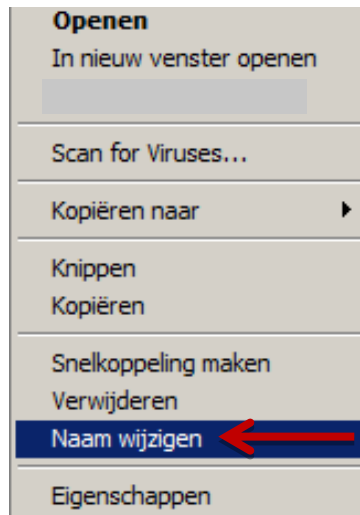 Openen
In nieuw venster openen
Scan for Viruses...
Kopiëren naar
Knippen
Kopiëren
Snelkoppeling maken
Verwijderen
Naam wijzigen
Eigenschappen